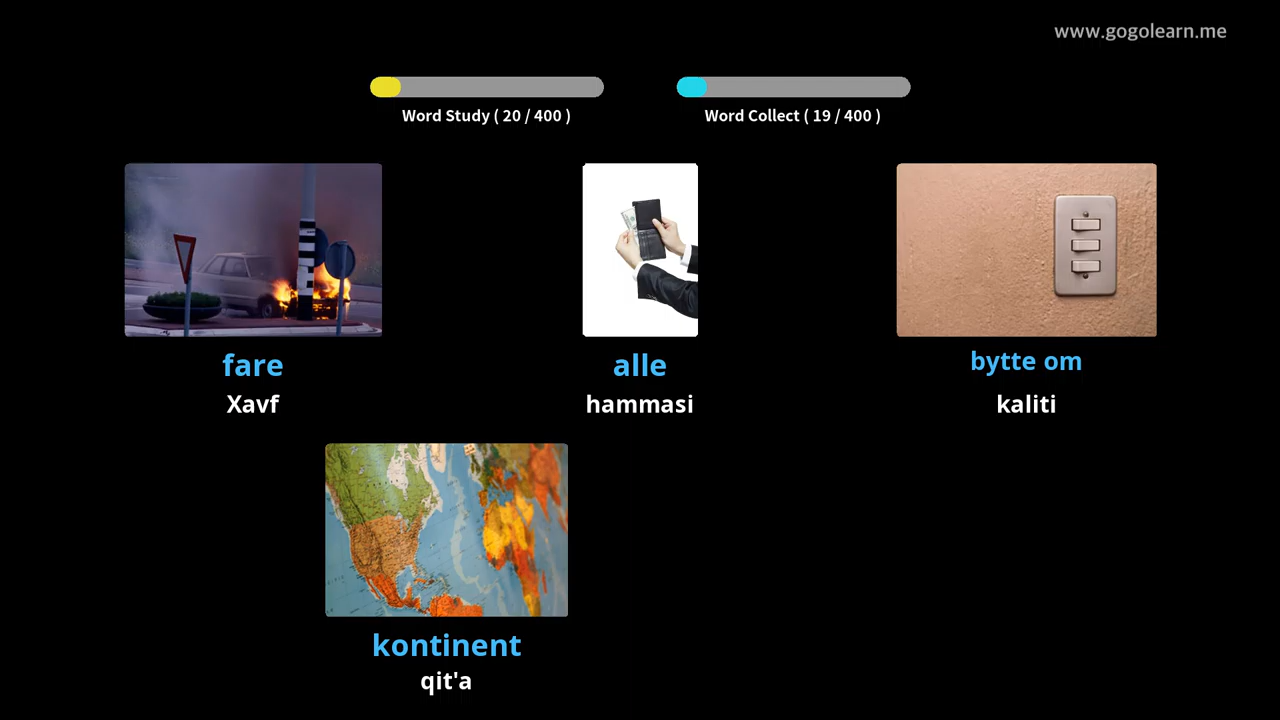 www.gogolearn.me
Word Study ( 20 / 400 )
Word Collect ( 19 / 400 )
fare
Xavf
alle
hammasi
bytte om
kaliti
kontinent
qit'a